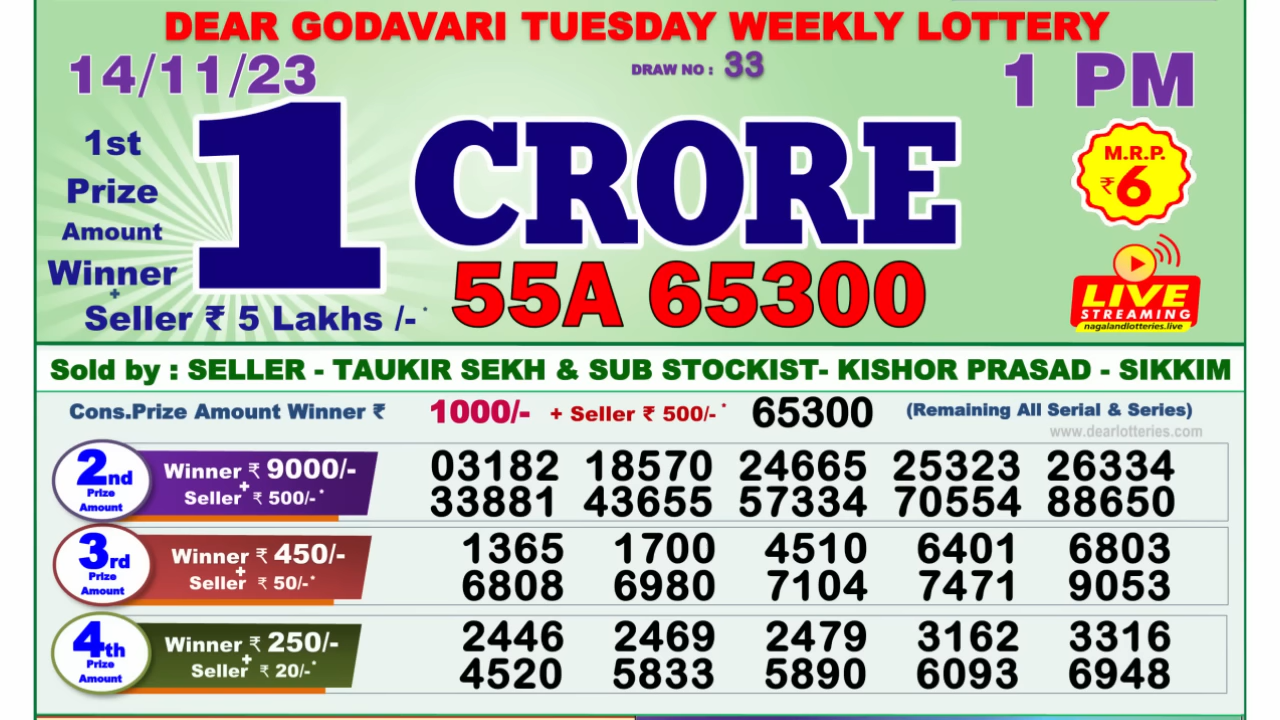 DEAR GODAVARI TUESDAY WEEKLY LOTTERY
14/11/23
DRAW NO : 33
1 PM
1st
Prize
Amount
Winner
+
Seller ₹ 5 Lakhs /-*
1 CRORE
55A 65300
M.R.P.
₹6
LIVE
STREAMING
nagalandlotteries.live
Sold by : SELLER - TAUKIR SEKH & SUB STOCKIST- KISHOR PRASAD - SIKKIM
Cons.Prize Amount Winner ₹ 1000/- + Seller ₹ 500/-* 65300 (Remaining All Serial & Series)
www.dearlotteries.com
2nd
Prize
Amount
Winner ₹ 9000/-
+
Seller ₹ 500/-*
03182 18570 24665 25323 26334
33881 43655 57334 70554 88650
3rd
Prize
Amount
Winner ₹ 450/-
+
Seller ₹ 50/-*
1365 1700 4510 6401 6803
6808 6980 7104 7471 9053
4th
Prize
Amount
Winner ₹ 250/-
+
Seller ₹ 20/-*
2446 2469 2479 3162 3316
4520 5833 5890 6093 6948